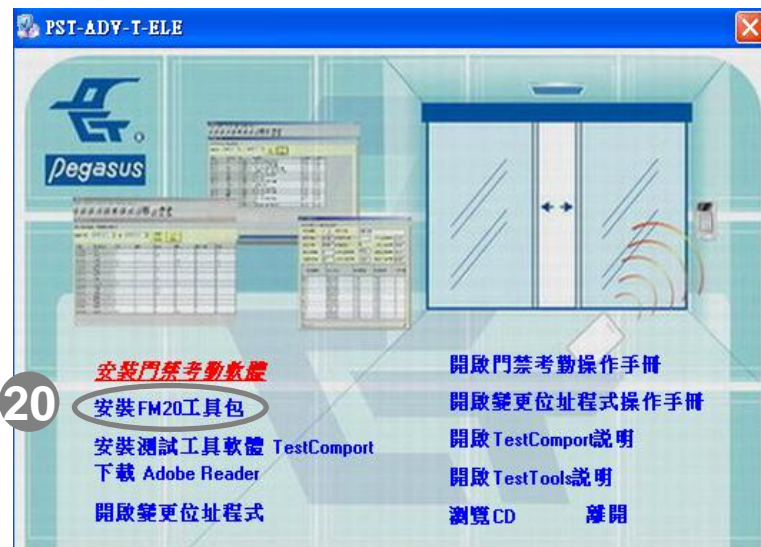 PST-ADV-T-ELE
Pegasus
安裝門禁考勤軟體
20
安裝FM20工具包
安裝測試工具軟體 TestComport
下載 Adobe Reader
開啟變更位址程式
開啟門禁考勤操作手冊
開啟變更位址程式操作手冊
開啟TestComport説明
開啟TestTools説明
瀏覽CD 離開